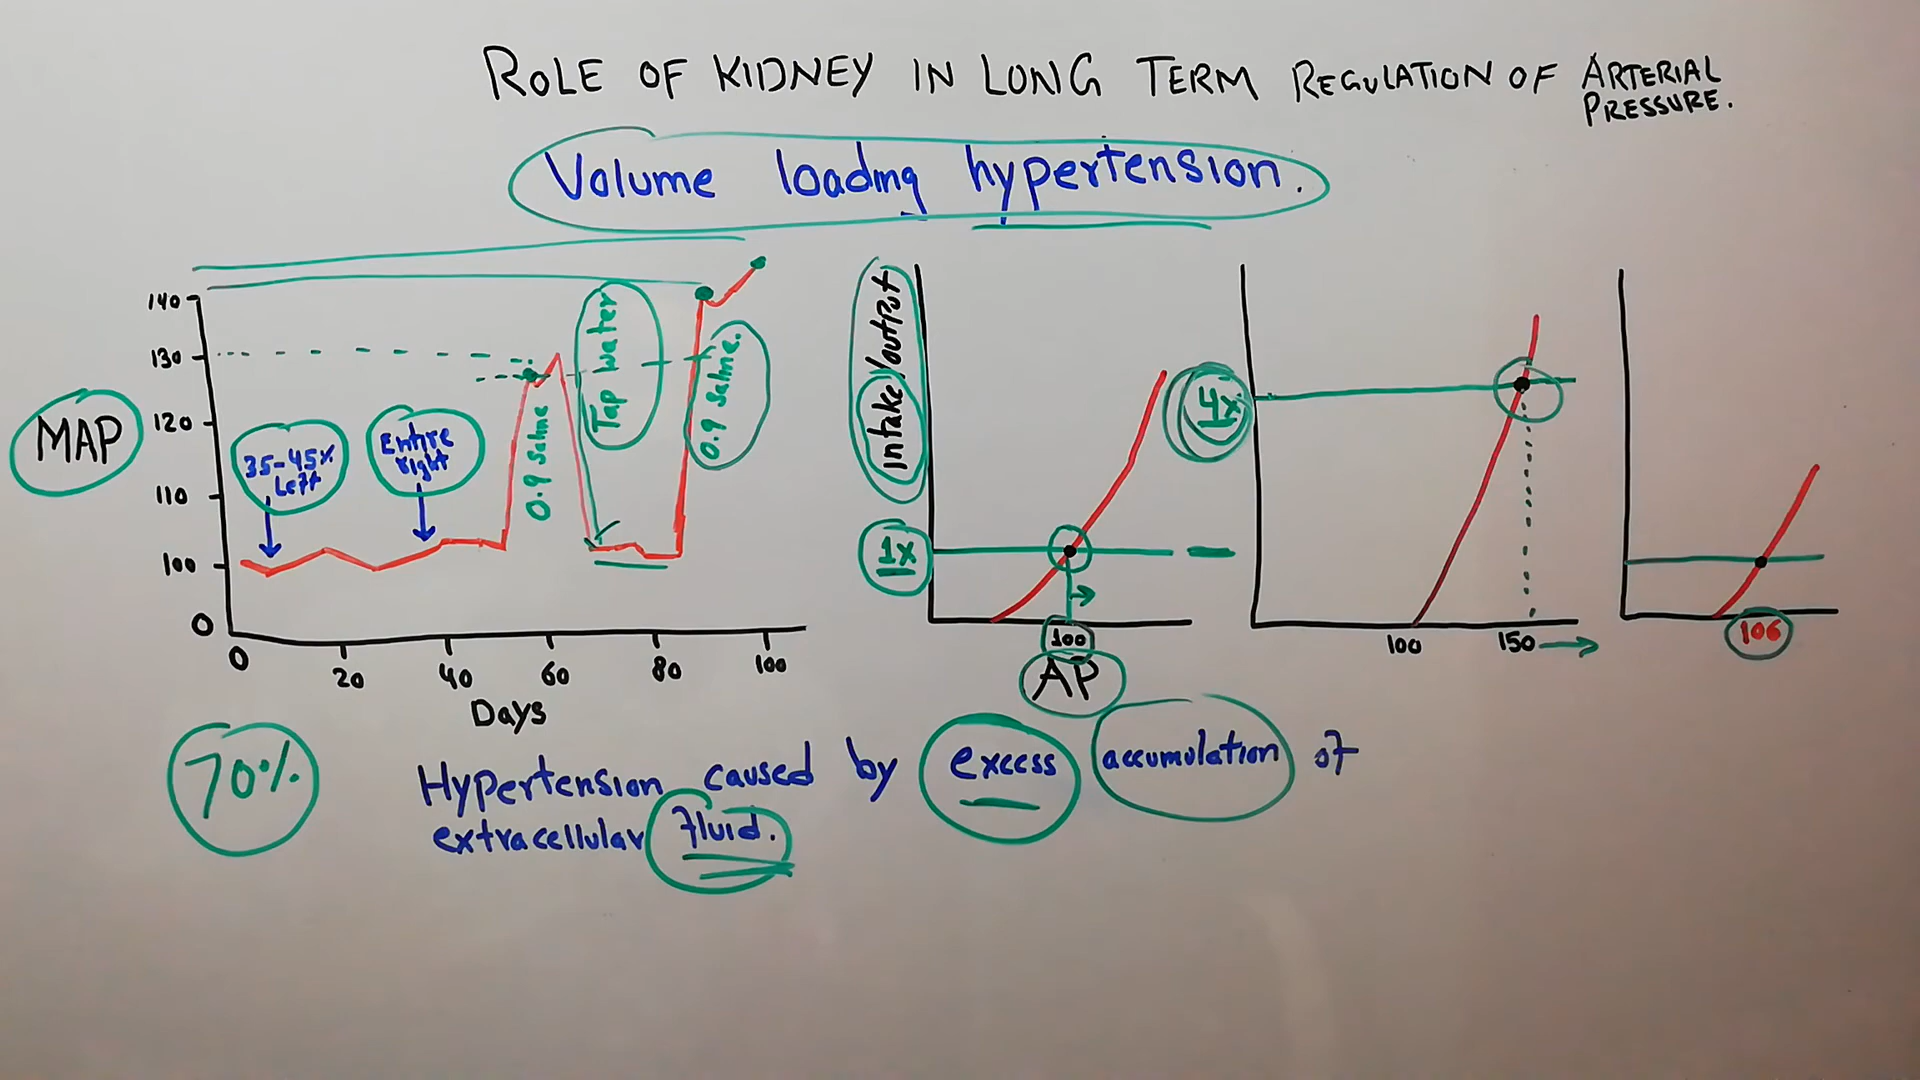 ROLE OF KIDNEY IN LONG TERM REGULATION OF ARTERIAL
PRESSURE.
Volume loading hypertension.
MAP
140
130
120
110
100
0
35-45%
Left
Entire
right
0.9 Saline
Tap water
0.9 Saline.
0
20
40
60
80
100
Days
intake/output
1x
100
AP
4x
100
150
106
70%
Hypertension caused by excess accumulation of
extracellular fluid.